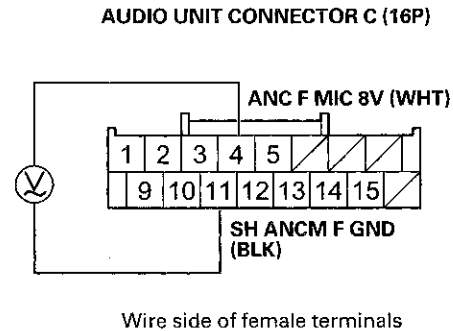 AUDIO UNIT CONNECTOR C (16P)
ANC F MIC 8V (WHT)
1 2 3 4 5
V
9 10 11 12 13 14 15
SH ANCM F GND
(BLK)
Wire side of female terminals